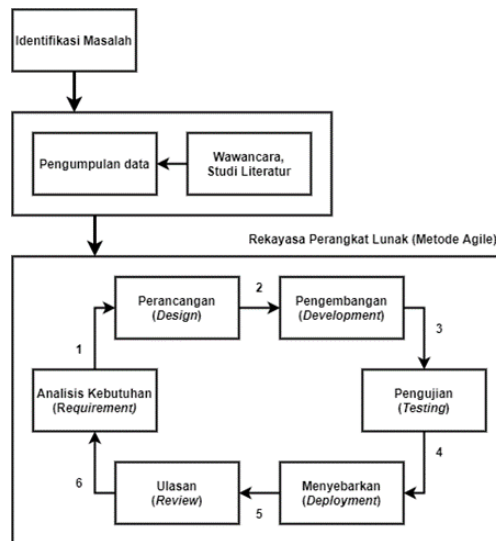 Identifikasi Masalah
Pengumpulan data
Wawancara,
Studi Literatur
Rekayasa Perangkat Lunak (Metode Agile)
Perancangan
(Design)
2
Pengembangan
(Development)
1
3
Analisis Kebutuhan
(Requirement)
Pengujian
(Testing)
6
4
Ulasan
(Review)
5
Menyebarkan
(Deployment)